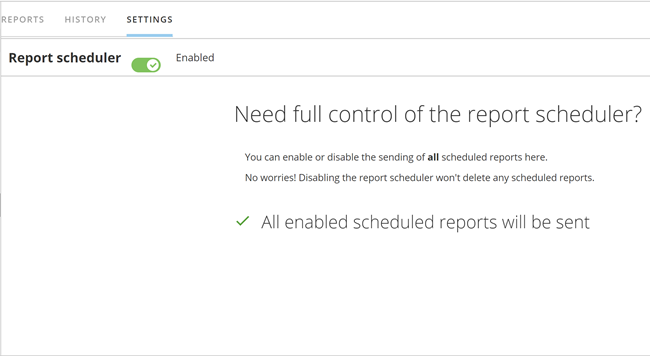 REPORTS HISTORY SETTINGS
Report scheduler Enabled
Need full control of the report scheduler?
You can enable or disable the sending of all scheduled reports here.
No worries! Disabling the report scheduler won't delete any scheduled reports.
All enabled scheduled reports will be sent